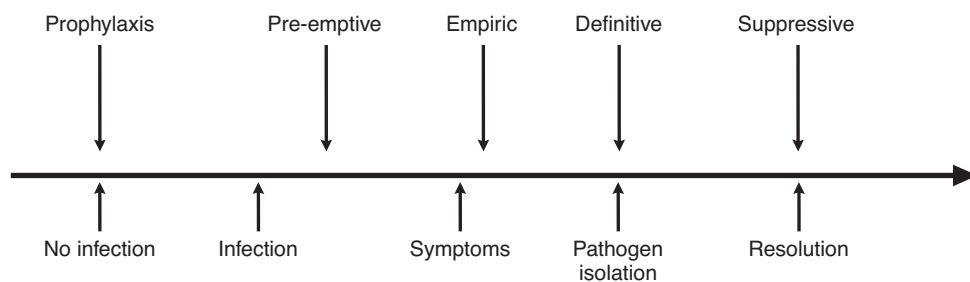 Prophylaxis Pre-emptive Empiric Definitive Suppressive
No infection Infection Symptoms Pathogen Resolution
isolation